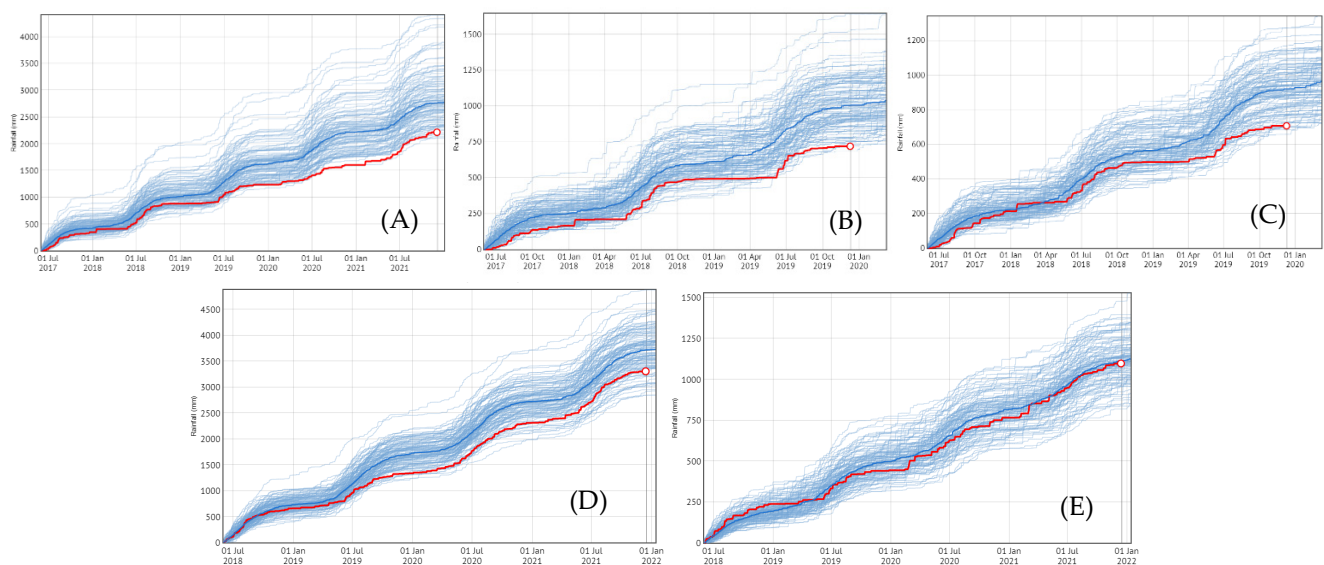 4000
3500
3000
2500
2000
1500
1000
500
0
Rainfall (mm)
01 Jul 01 Jan 01 Jul 01 Jan 01 Jul 01 Jan 01 Jul 01 Jan 01 Jul
2017 2018 2018 2019 2019 2020 2020 2021 2021
(A)
1500
1250
1000
750
500
250
0
Rainfall (mm)
01 Jul 01 Oct 01 Jan 01 Apr 01 Jul 01 Oct 01 Jan 01 Apr 01 Jul 01 Oct 01 Jan
2017 2017 2018 2018 2018 2018 2019 2019 2019 2019 2020
(B)
1200
1000
800
600
400
200
0
Rainfall (mm)
01 Jul 01 Oct 01 Jan 01 Apr 01 Jul 01 Oct 01 Jan 01 Apr 01 Jul 01 Oct 01 Jan
2017 2017 2018 2018 2018 2018 2019 2019 2019 2019 2020
(C)
4500
4000
3500
3000
2500
2000
1500
1000
500
0
Rainfall (mm)
01 Jul 01 Jan 01 Jul 01 Jan 01 Jul 01 Jan 01 Jul 01 Jan
2018 2019 2019 2020 2020 2021 2021 2022
(D)
1500
1250
1000
750
500
250
0
Rainfall (mm)
01 Jul 01 Jan 01 Jul 01 Jan 01 Jul 01 Jan 01 Jul 01 Jan
2018 2019 2019 2020 2020 2021 2021 2022
(E)